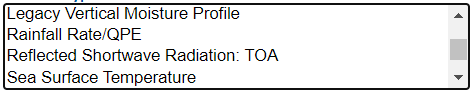 Legacy Vertical Moisture Profile
Rainfall Rate/QPE
Reflected Shortwave Radiation: TOA
Sea Surface Temperature